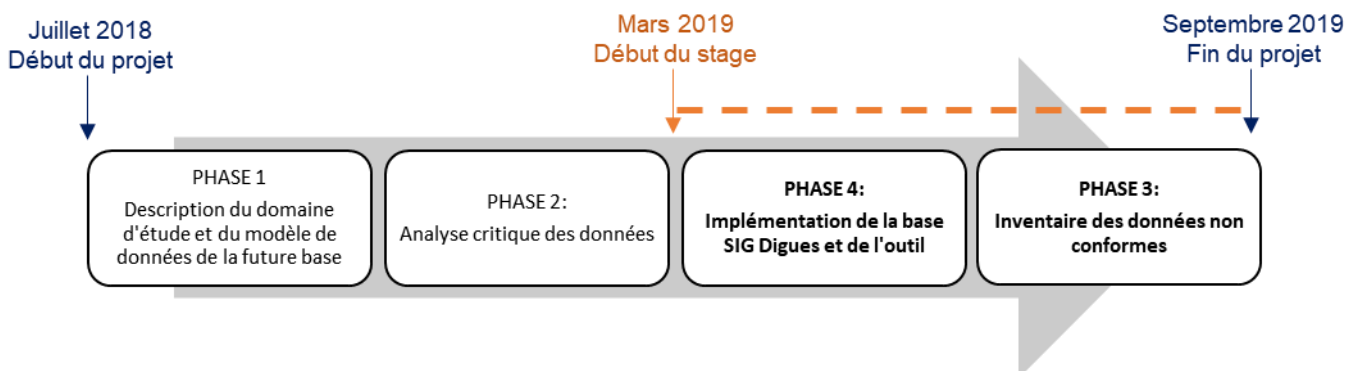 Juillet 2018
Début du projet
Mars 2019
Début du stage
Septembre 2019
Fin du projet
PHASE 1
Description du domaine
d'étude et du modèle de
données de la future base
PHASE 2:
Analyse critique des données
PHASE 4:
Implémentation de la base
SIG Digues et de l'outil
PHASE 3:
Inventaire des données non
conformes